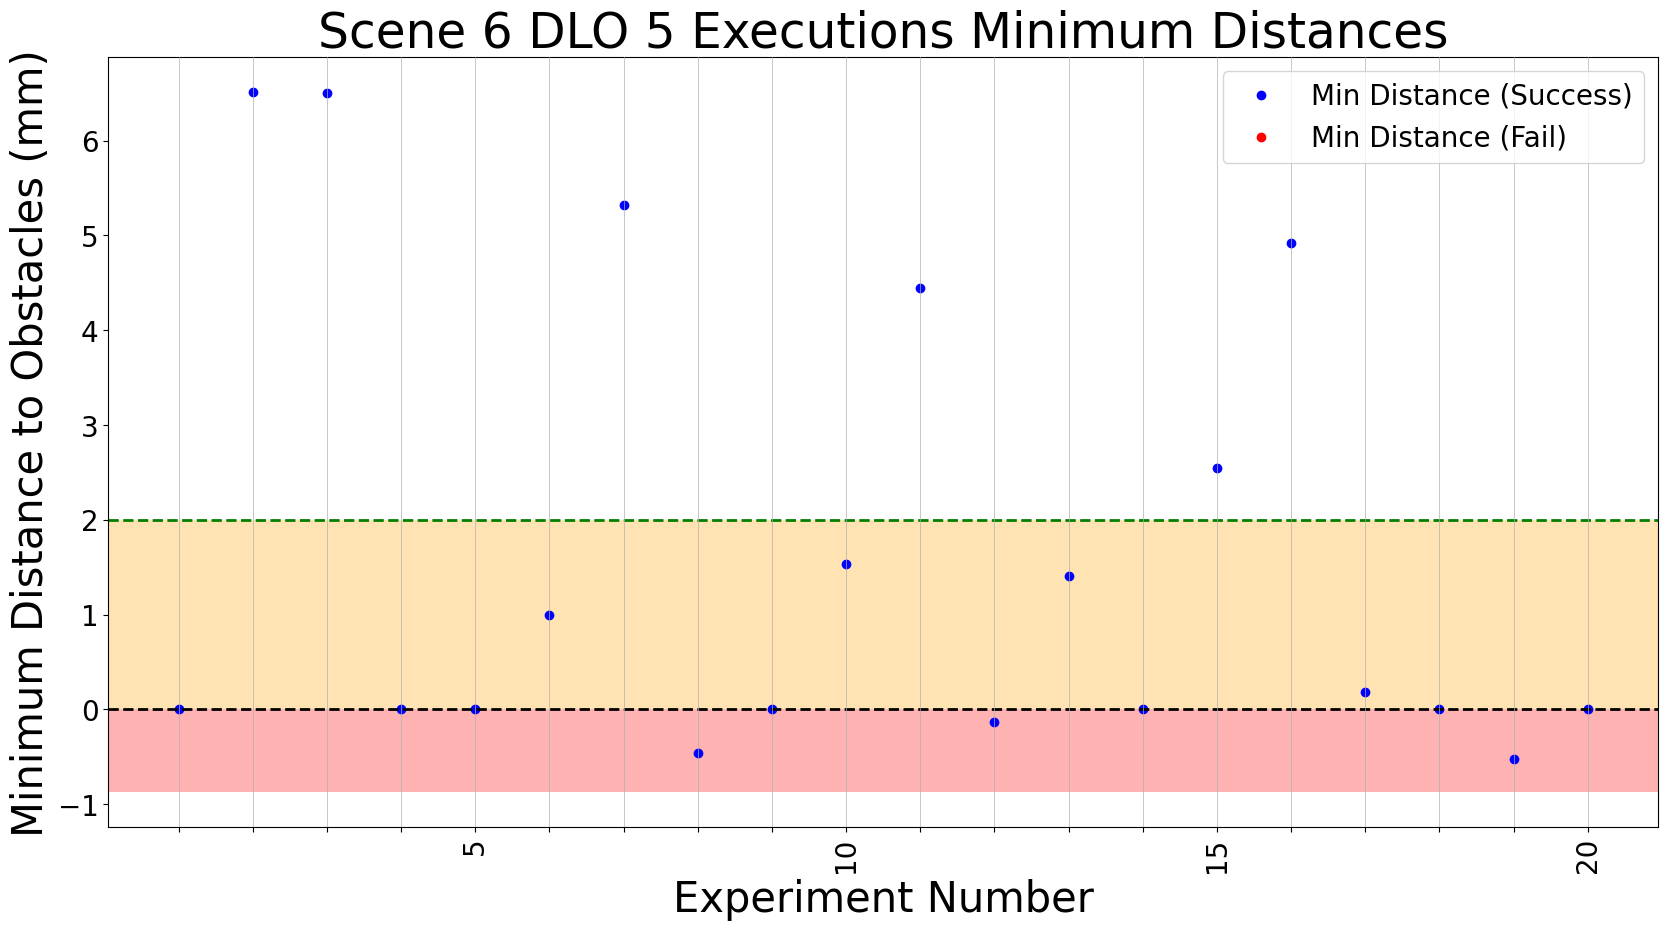 Scene 6 DLO 5 Executions Minimum Distances
Minimum Distance to Obstacles (mm)
6
5
4
3
2
1
0
−1
Min Distance (Success)
Min Distance (Fail)
5
10
15
20
Experiment Number